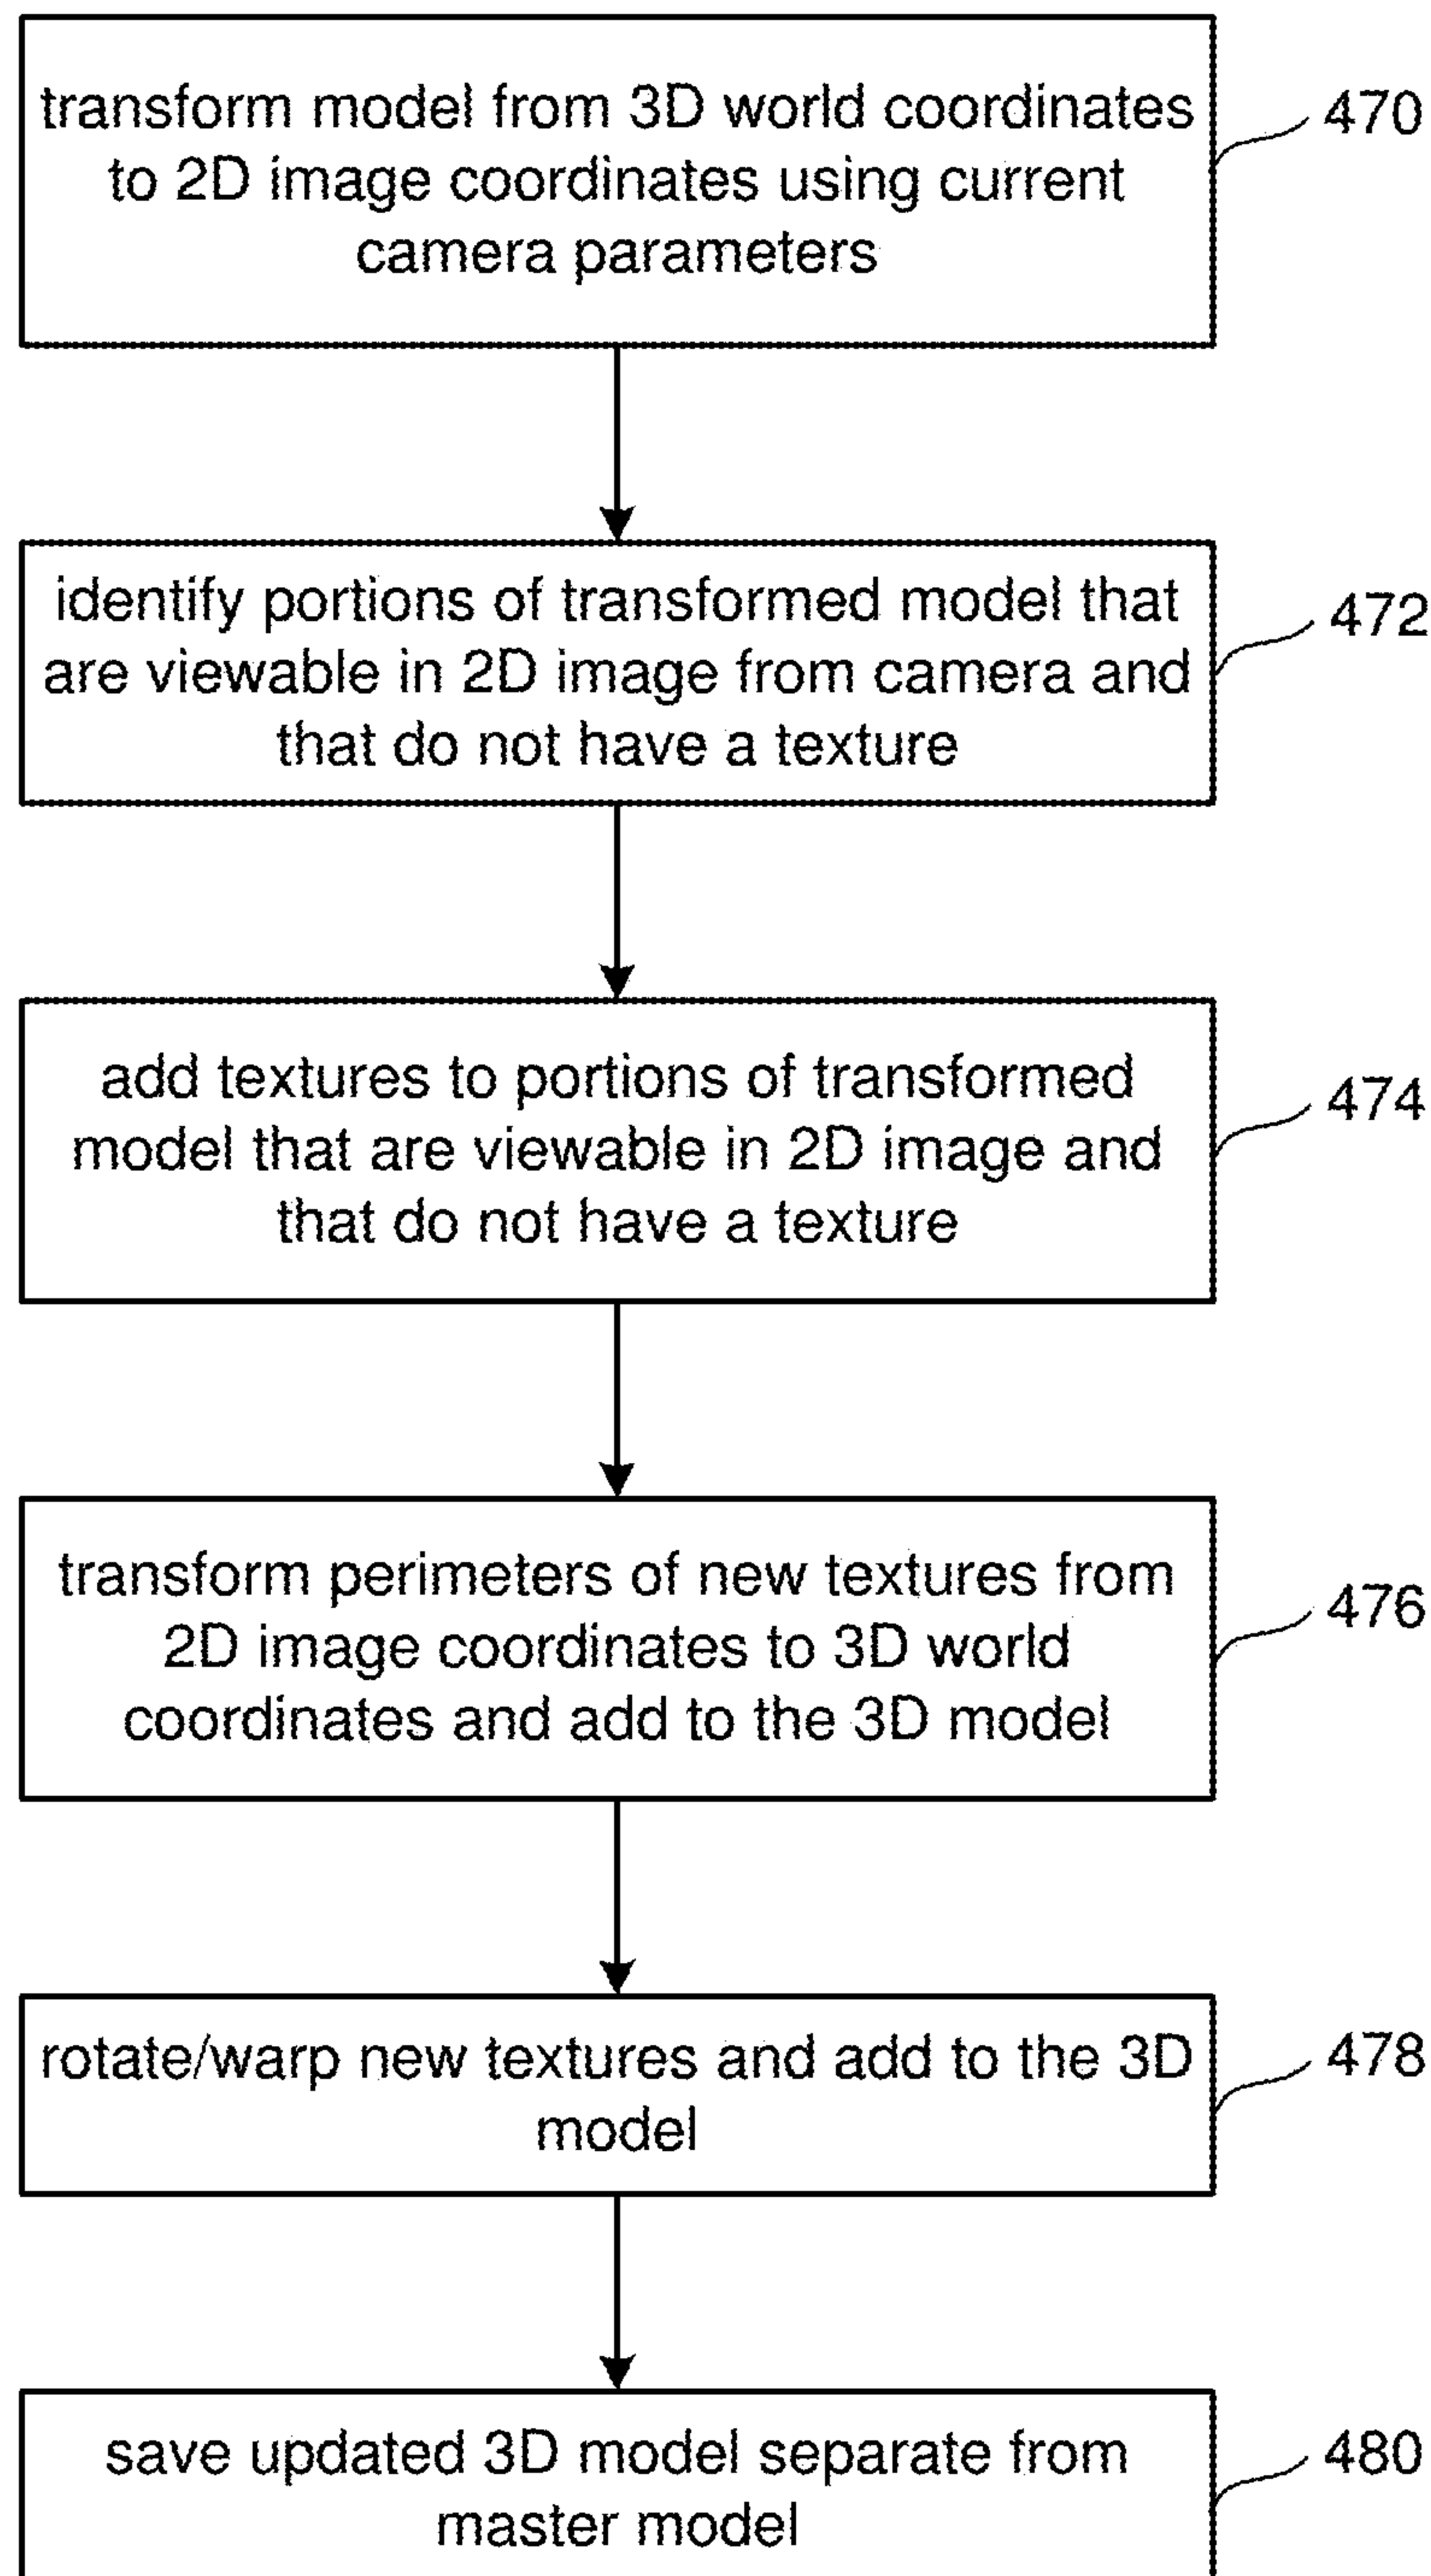 transform model from 3D world coordinates
to 2D image coordinates using current
camera parameters
470
identify portions of transformed model that
are viewable in 2D image from camera and
that do not have a texture
472
add textures to portions of transformed
model that are viewable in 2D image and
that do not have a texture
474
transform perimeters of new textures from
2D image coordinates to 3D world
coordinates and add to the 3D model
476
rotate/warp new textures and add to the 3D
model
478
save updated 3D model separate from
master model
480